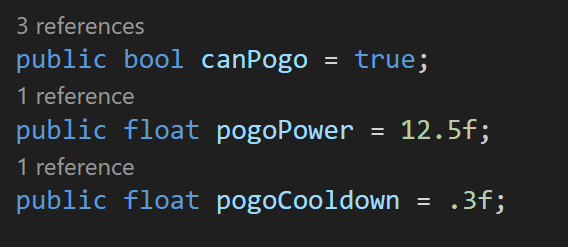 3 references
public bool canPogo = true;
1 reference
public float pogoPower = 12.5f;
1 reference
public float pogoCooldown = .3f;